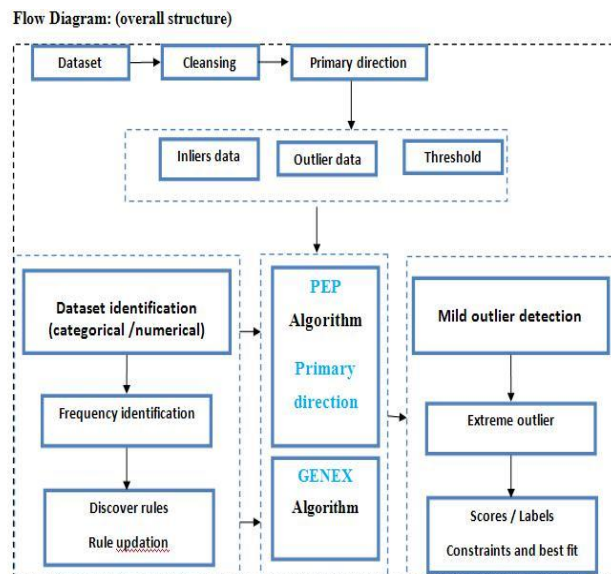 Flow Diagram: (overall structure)
Dataset
Cleansing
Primary direction
Inliers data
Outlier data
Threshold
Dataset identification
(categorical /numerical)
Frequency identification
Discover rules
Rule updation
PEP
Algorithm
Primary
direction
GENEX
Algorithm
Mild outlier detection
Extreme outlier
Scores / Labels
Constraints and best fit